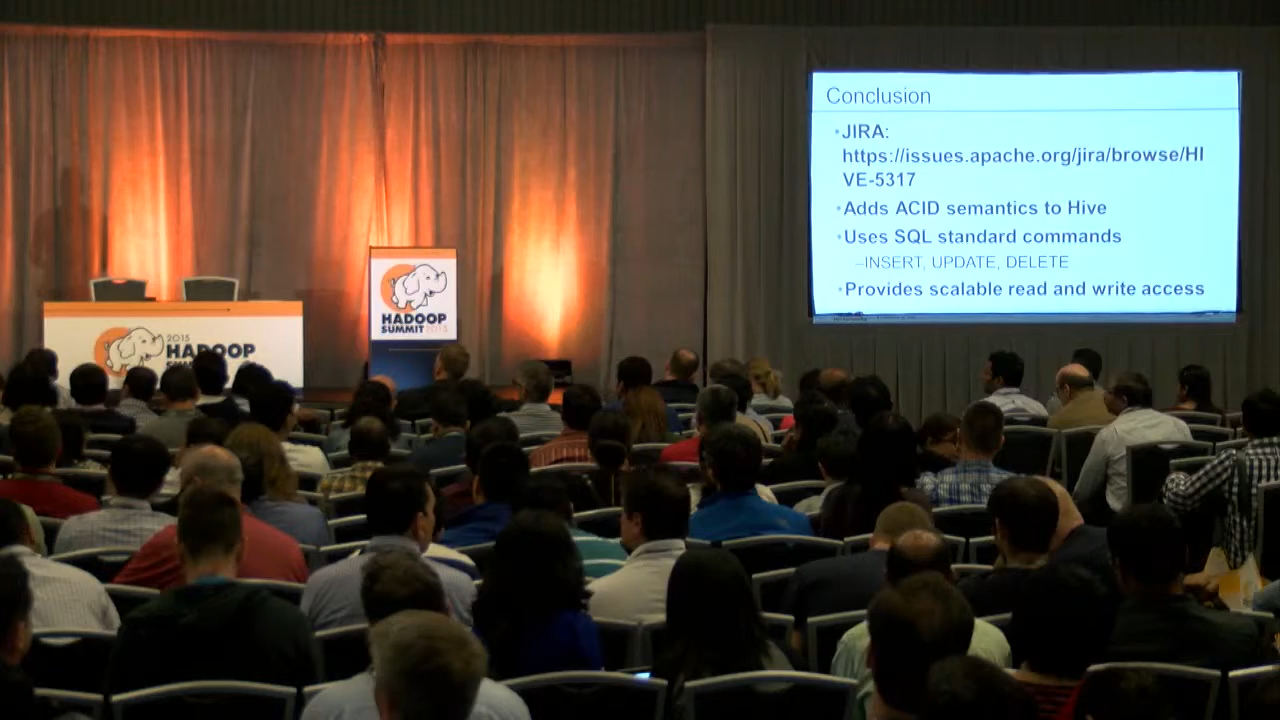 Conclusion
•JIRA:
https://issues.apache.org/jira/browse/HI
VE-5317
•Adds ACID semantics to Hive
•Uses SQL standard commands
–INSERT, UPDATE, DELETE
•Provides scalable read and write access
HADOOP
SUMMIT 2015
2015
HADOOP